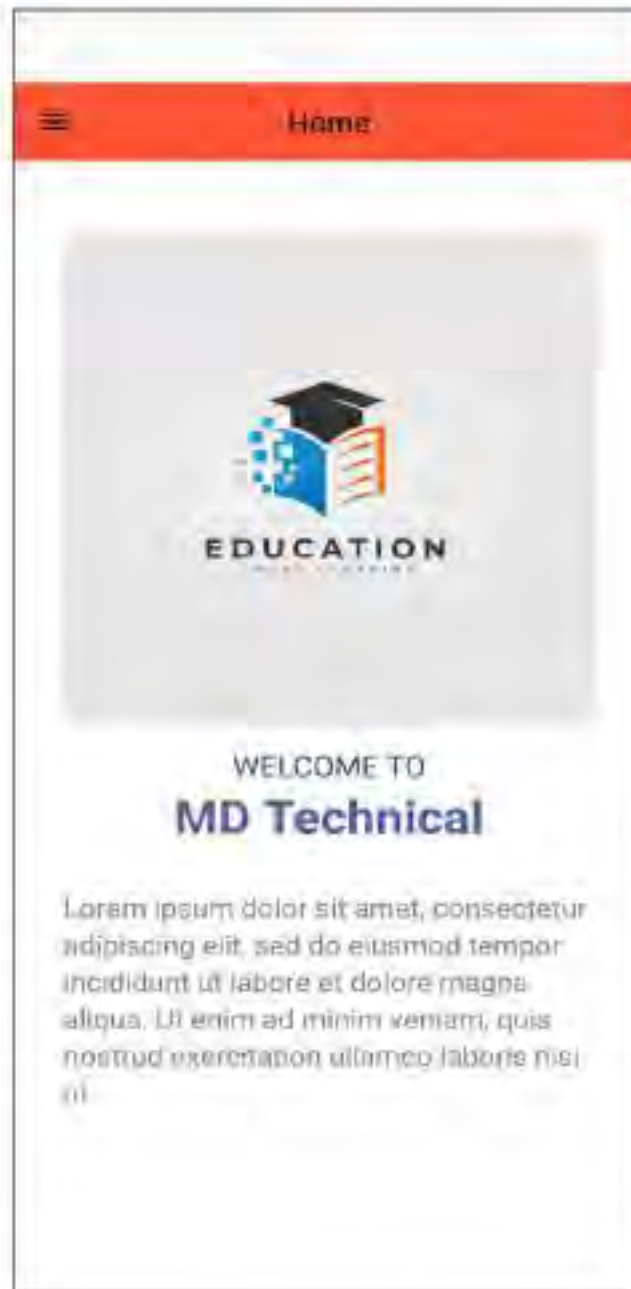 Home
EDUCATION
WELCOME TO
MD Technical
Lorem ipsum dolor sit amet, consectetur
adipiscing elit, sed do eiusmod tempor
incididunt ut labore et dolore magna
aliqua. Ut enim ad minim veniam, quis
nostrud exercitation ullamco laboris nisi